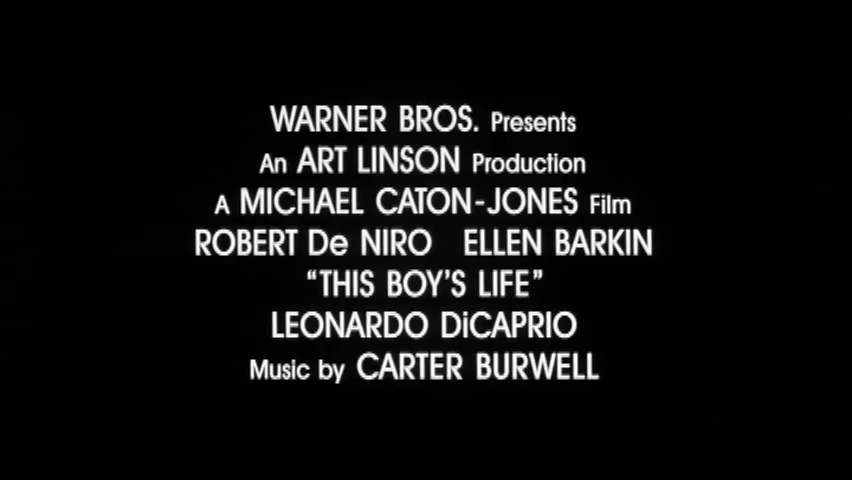 WARNER BROS. Presents
An ART LINSON Production
A MICHAEL CATON-JONES Film
ROBERT De NIRO ELLEN BARKIN
"THIS BOY'S LIFE"
LEONARDO DiCAPRIO
Music by CARTER BURWELL